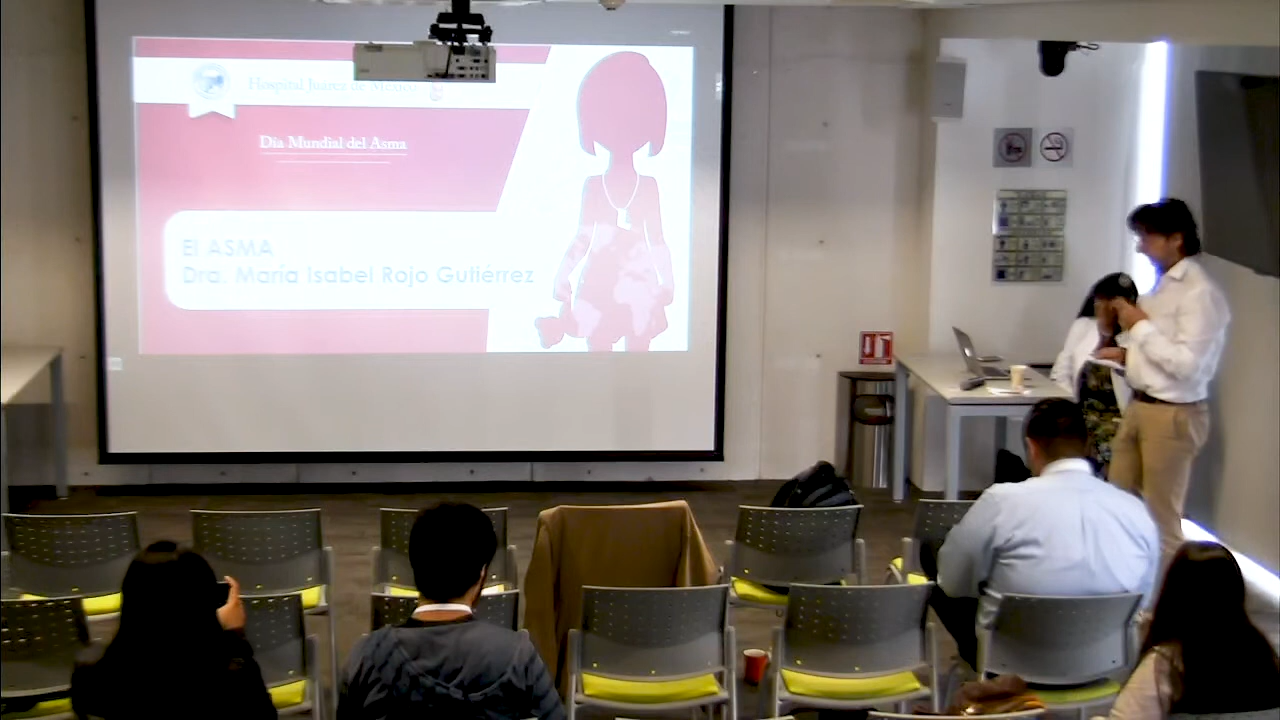 Hospital Juárez de México
Día Mundial del Asma
El ASMA
Dra. María Isabel Rojo Gutiérrez